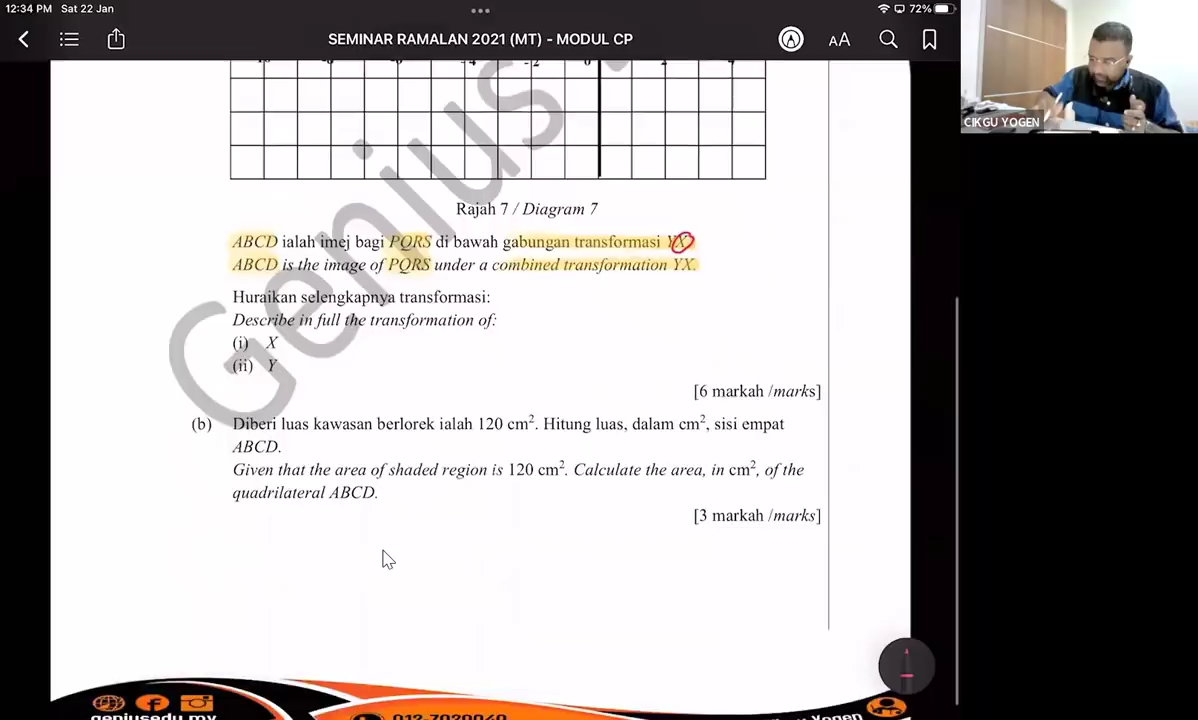 12:34 PM Sat 22 Jan
72%
SEMINAR RAMALAN 2021 (MT) - MODUL CP
AA
CIKGU YOGEN
-4 -2 0 2 4
Genius
Rajah 7 / Diagram 7
ABCD ialah imej bagi PQRS di bawah gabungan transformasi YX.
ABCD is the image of PQRS under a combined transformation YX.
Huraikan selengkapnya transformasi:
Describe in full the transformation of:
(i) X
(ii) Y
[6 markah /marks]
(b) Diberi luas kawasan berlorek ialah 120 cm². Hitung luas, dalam cm², sisi empat
ABCD.
Given that the area of shaded region is 120 cm². Calculate the area, in cm², of the
quadrilateral ABCD.
[3 markah /marks]
geniusedu.my
Yogen